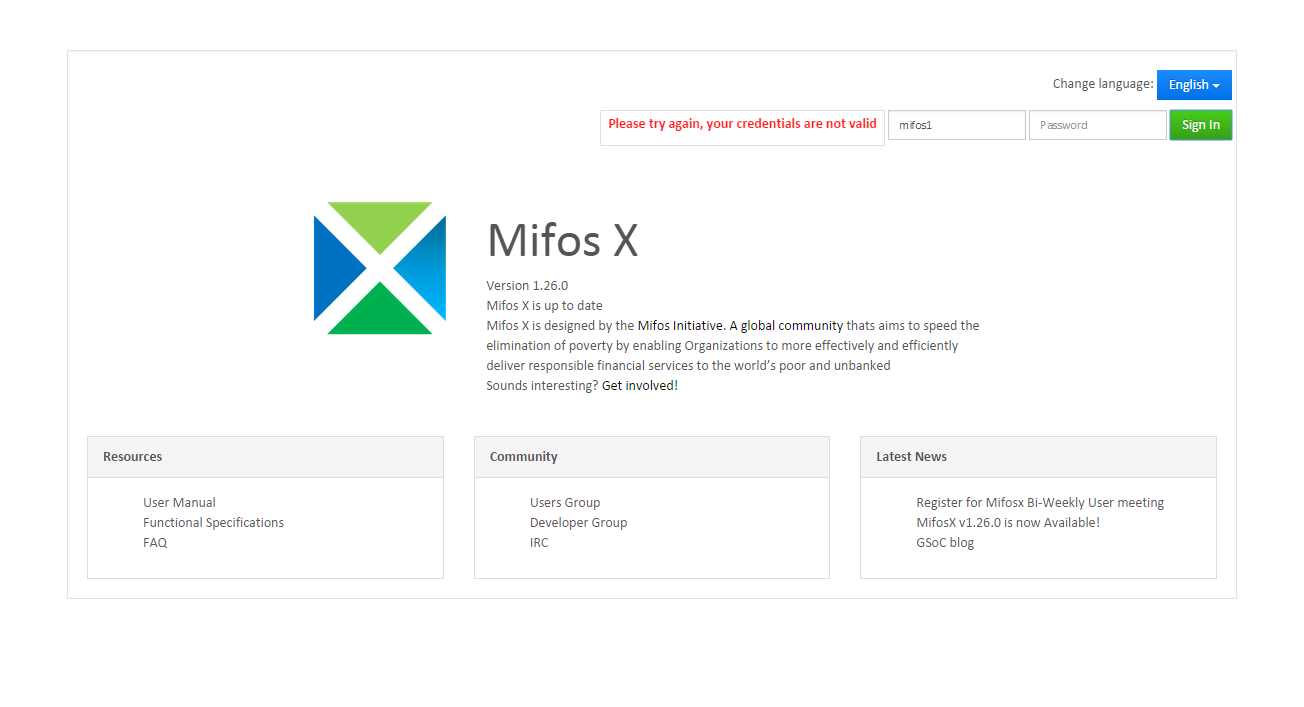 Change language: English
Please try again, your credentials are not valid mifos1 Password Sign In
Mifos X
Version 1.26.0
Mifos X is up to date
Mifos X is designed by the Mifos Initiative. A global community thats aims to speed the
elimination of poverty by enabling Organizations to more effectively and efficiently
deliver responsible financial services to the world’s poor and unbanked
Sounds interesting? Get involved!
Resources
User Manual
Functional Specifications
FAQ
Community
Users Group
Developer Group
IRC
Latest News
Register for Mifosx Bi-Weekly User meeting
MifosX v1.26.0 is now Available!
GSoC blog